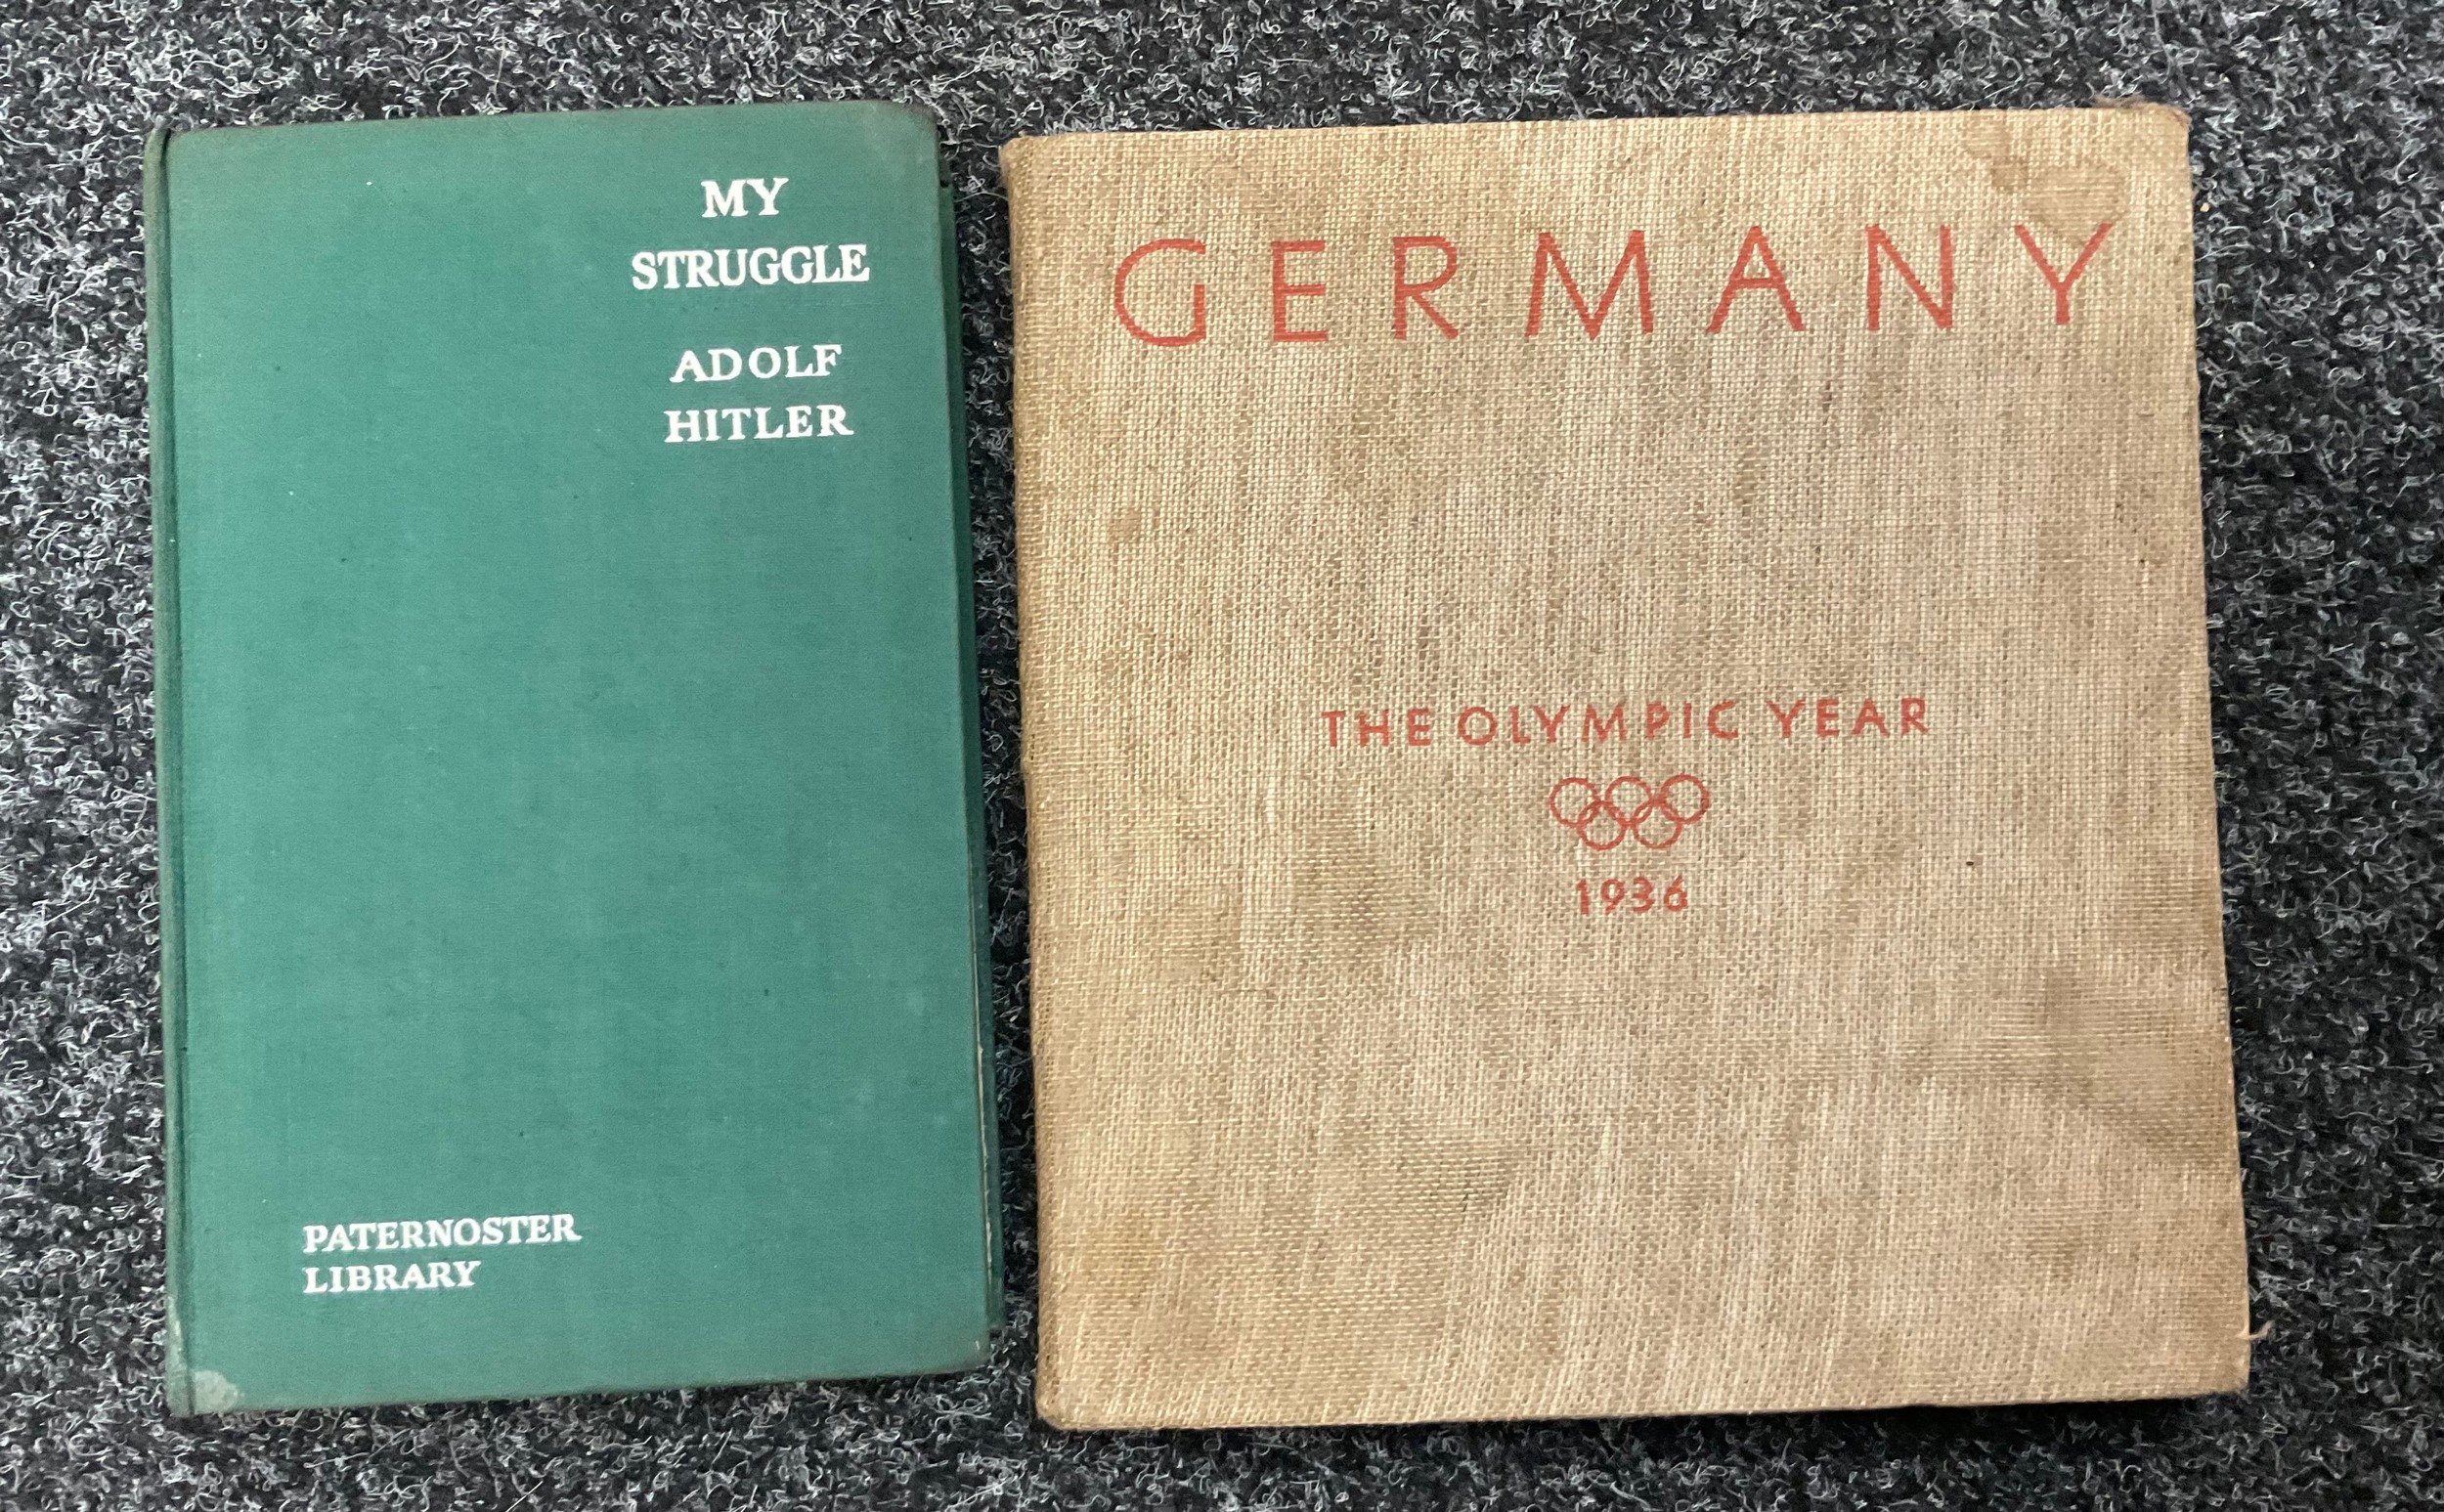 MY
STRUGGLE
ADOLF
HITLER
PATERNOSTER
LIBRARY
GERMANY
THE OLYMPIC YEAR
1936